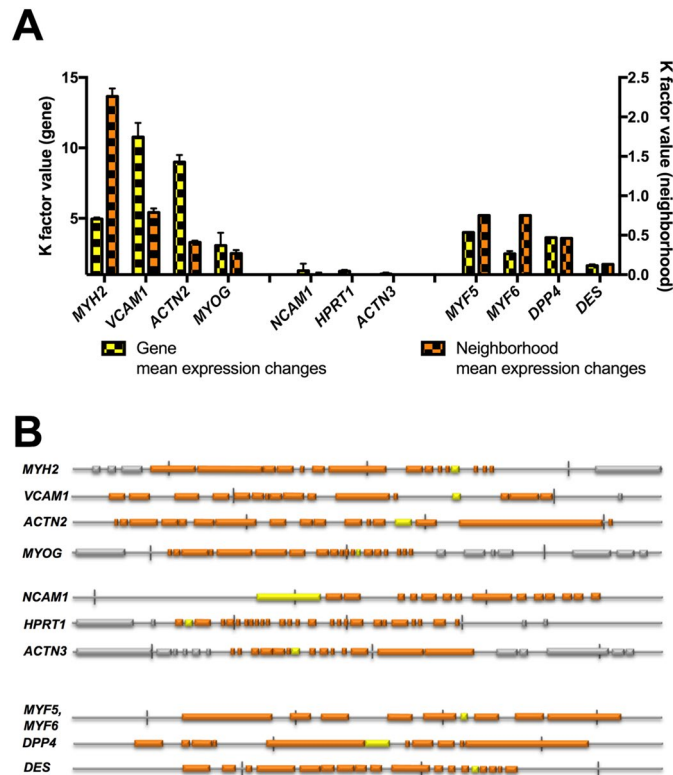 A
K factor value (gene)
15
10
5
2.5
2.0
1.5
1.0
0.5
0.0
K factor value (neighborhood)
MYH2
VCAM1
ACTN2
MYOG
NCAM1
HPRT1
ACTN3
MYF5
MYF6
DPP4
DES
Gene
mean expression changes
Neighborhood
mean expression changes
B
MYH2
VCAM1
ACTN2
MYOG
NCAM1
HPRT1
ACTN3
MYF5,
MYF6
DPP4
DES